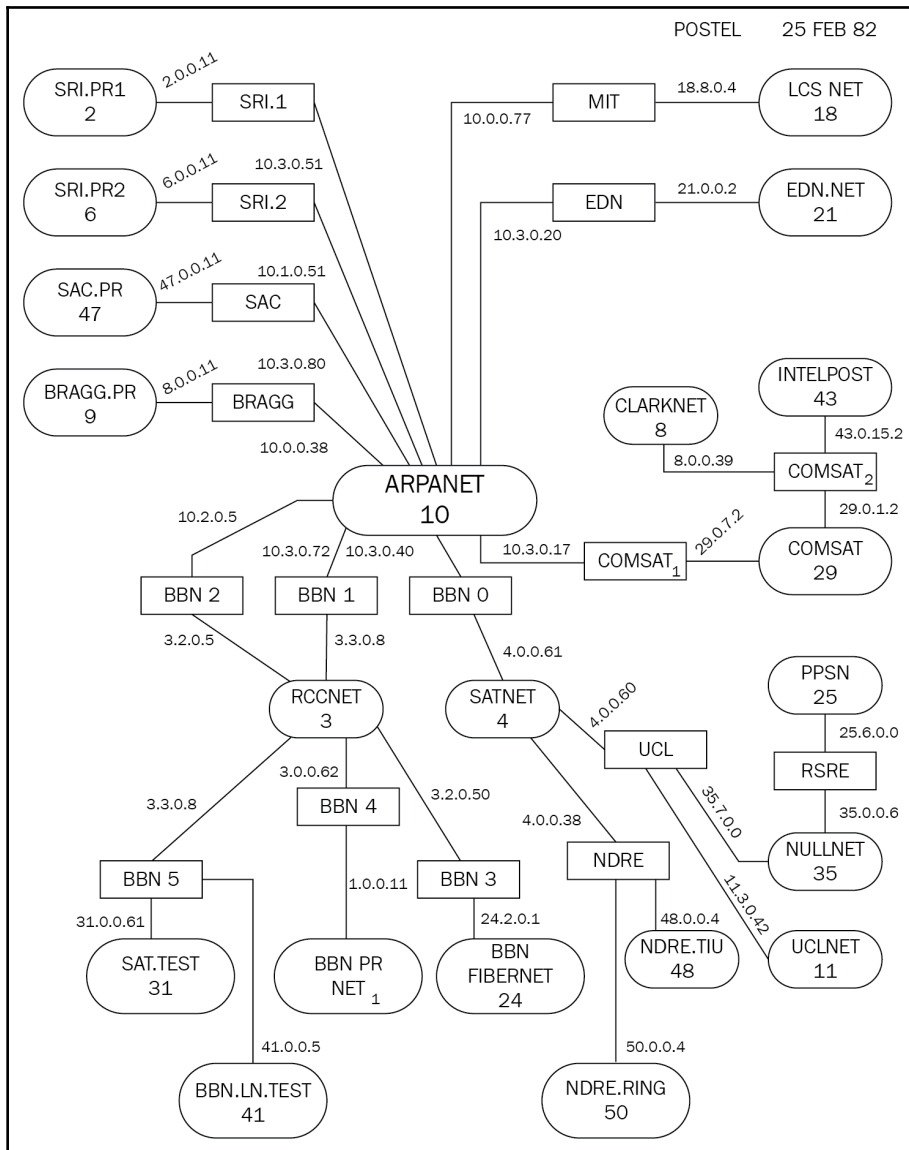 POSTEL 25 FEB 82
SRI.PR1
2
2.0.0.11
SRI.1
MIT
18.8.0.4
LCS NET
18
10.0.0.77
10.3.0.51
SRI.PR2
6
6.0.0.11
SRI.2
EDN
21.0.0.2
EDN.NET
21
10.3.0.20
10.1.0.51
SAC.PR
47
47.0.0.11
SAC
10.3.0.80
BRAGG.PR
9
8.0.0.11
BRAGG
10.0.0.38
INTELPOST
43
CLARKNET
8
43.0.15.2
8.0.0.39
COMSAT2
29.0.1.2
ARPANET
10
10.2.0.5
10.3.0.72
10.3.0.40
10.3.0.17
COMSAT1
29.0.7.2
COMSAT
29
BBN 2
BBN 1
BBN 0
3.2.0.5
3.3.0.8
4.0.0.61
RCCNET
3
SATNET
4
4.0.0.60
UCL
PPSN
25
25.6.0.0
RSRE
35.0.0.6
3.3.0.8
3.0.0.62
BBN 4
3.2.0.50
4.0.0.38
35.7.0.0
NULLNET
35
BBN 5
1.0.0.11
BBN 3
NDRE
11.3.0.42
31.0.0.61
24.2.0.1
48.0.0.4
SAT.TEST
31
BBN PR
NET 1
BBN
FIBERNET
24
NDRE.TIU
48
UCLNET
11
41.0.0.5
50.0.0.4
BBN.LN.TEST
41
NDRE.RING
50